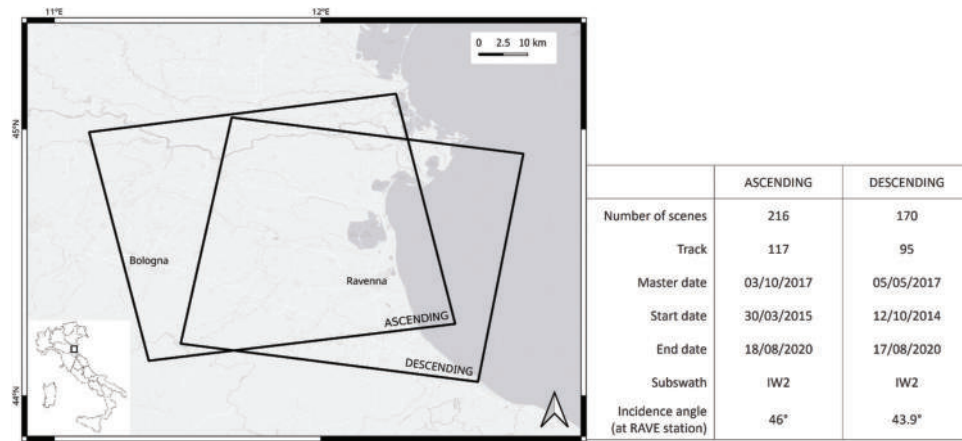 11°E 12°E
0 2.5 10 km
45°N
Bologna
Ravenna
ASCENDING
DESCENDING
44°N
ASCENDING DESCENDING
Number of scenes 216 170
Track 117 95
Master date 03/10/2017 05/05/2017
Start date 30/03/2015 12/10/2014
End date 18/08/2020 17/08/2020
Subswath IW2 IW2
Incidence angle
(at RAVE station) 46° 43.9°